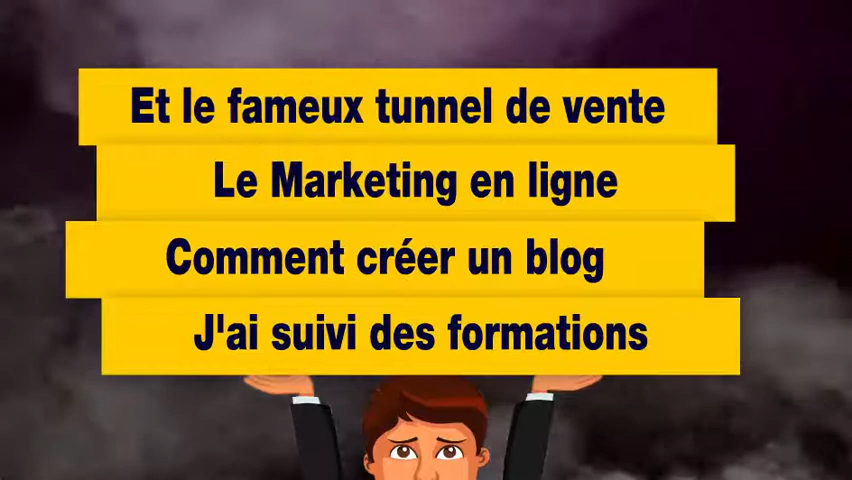 Et le fameux tunnel de vente
Le Marketing en ligne
Comment créer un blog
J'ai suivi des formations